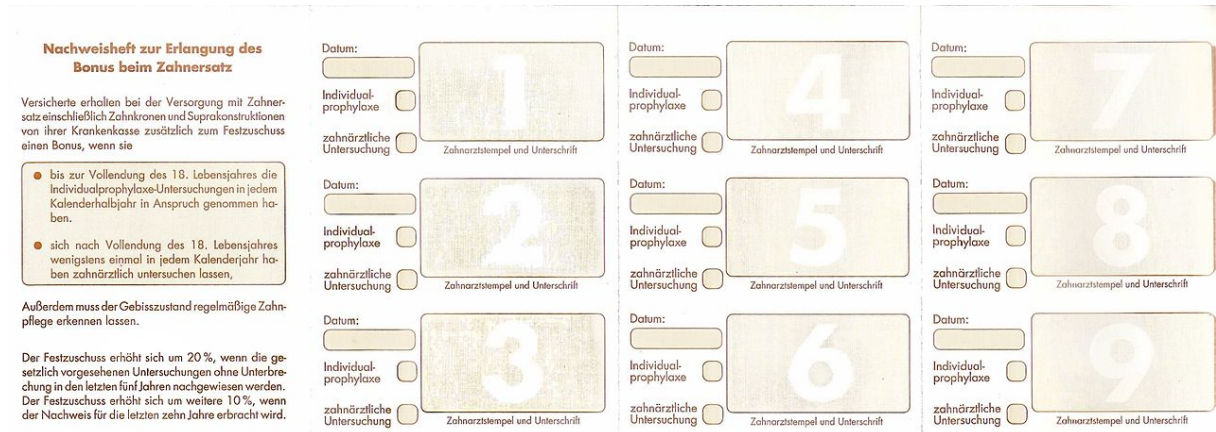 Nachweisheft zur Erlangung des
Bonus beim Zahnersatz
Versicherte erhalten bei der Versorgung mit Zahner-
satz einschließlich Zahnkronen und Suprakonstruktionen
von ihrer Krankenkasse zusätzlich zum Festzuschuss
einen Bonus, wenn sie
• bis zur Vollendung des 18. Lebensjahres die
Individualprophylaxe-Untersuchungen in jedem
Kalenderhalbjahr in Anspruch genommen ha-
ben.
• sich nach Vollendung des 18. Lebensjahres
wenigstens einmal in jedem Kalenderjahr ha-
ben zahnärztlich untersuchen lassen,
Außerdem muss der Gebisszustand regelmäßige Zahn-
pflege erkennen lassen.
Der Festzuschuss erhöht sich um 20 %, wenn die ge-
setzlich vorgesehenen Untersuchungen ohne Unterbre-
chung in den letzten fünf Jahren nachgewiesen werden.
Der Festzuschuss erhöht sich um weitere 10 %, wenn
der Nachweis für die letzten zehn Jahre erbracht wird.
Datum:
1
Individual-
prophylaxe
zahnärztliche
Untersuchung
Zahnarztstempel und Unterschrift
Datum:
2
Individual-
prophylaxe
zahnärztliche
Untersuchung
Zahnarztstempel und Unterschrift
Datum:
3
Individual-
prophylaxe
zahnärztliche
Untersuchung
Zahnarztstempel und Unterschrift
Datum:
4
Individual-
prophylaxe
zahnärztliche
Untersuchung
Zahnarztstempel und Unterschrift
Datum:
5
Individual-
prophylaxe
zahnärztliche
Untersuchung
Zahnarztstempel und Unterschrift
Datum:
6
Individual-
prophylaxe
zahnärztliche
Untersuchung
Zahnarztstempel und Unterschrift
Datum:
7
Individual-
prophylaxe
zahnärztliche
Untersuchung
Zahnarztstempel und Unterschrift
Datum:
8
Individual-
prophylaxe
zahnärztliche
Untersuchung
Zahnarztstempel und Unterschrift
Datum:
9
Individual-
prophylaxe
zahnärztliche
Untersuchung
Zahnarztstempel und Unterschrift